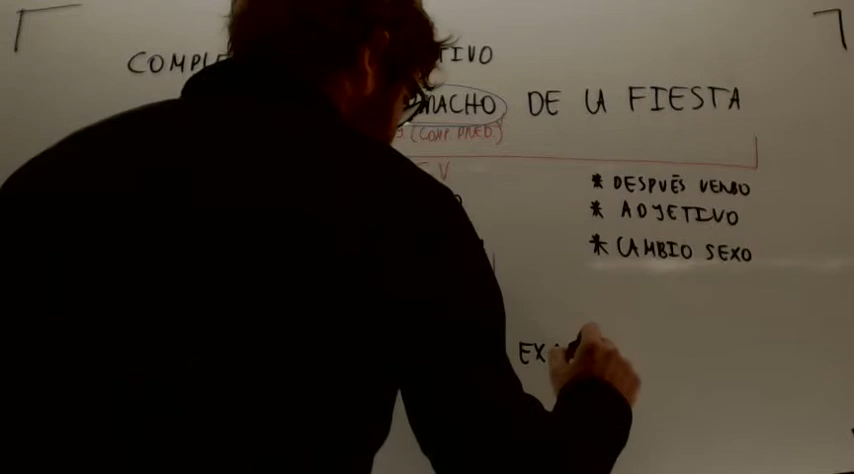 COMPLE TIVO
MACHO DE LA FIESTA
(COMP PRED.)
* DESPUÉS VERBO
* ADJETIVO
* CAMBIO SEXO
EX